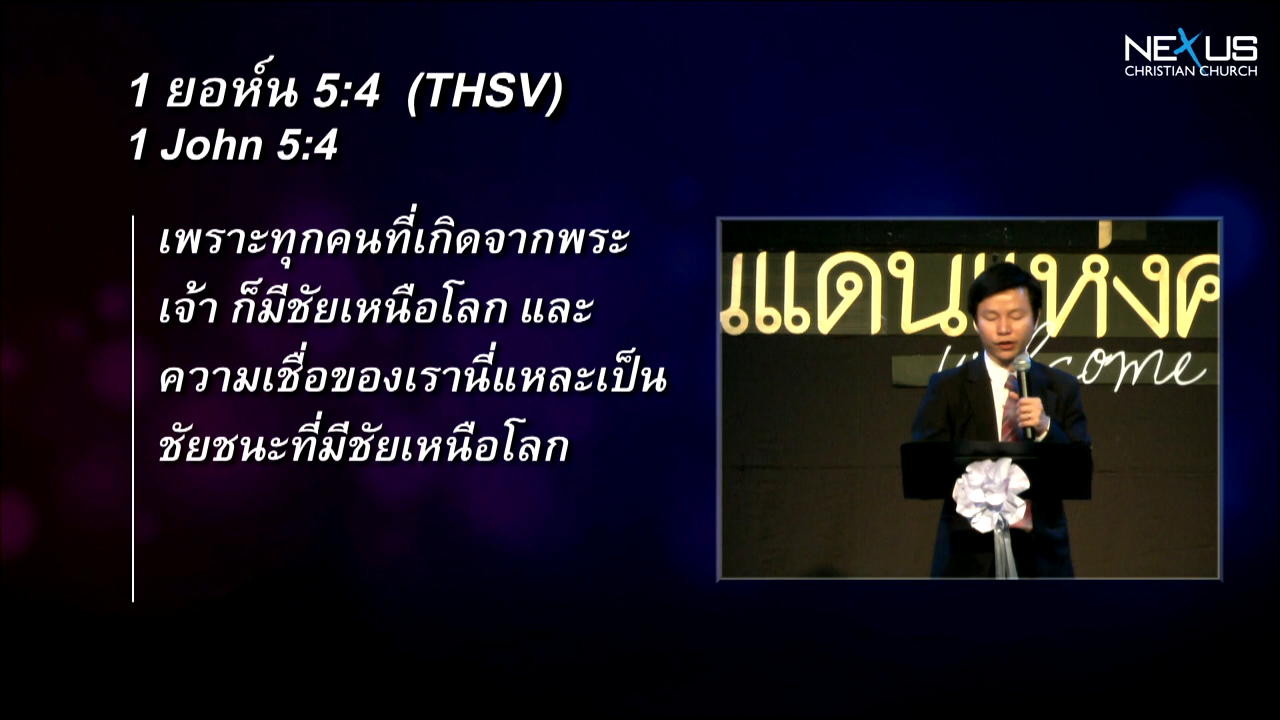 NEXUS
CHRISTIAN CHURCH
1 ยอห์น 5:4 (THSV)
1 John 5:4
เพราะทุกคนที่เกิดจากพระ
เจ้า ก็มีชัยเหนือโลก และ
ความเชื่อของเรานี่แหละเป็น
ชัยชนะที่มีชัยเหนือโลก
นแดนแห่งค
welcome